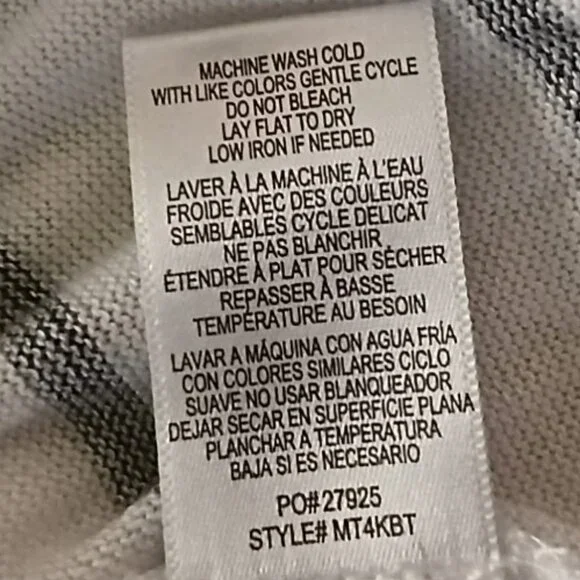 MACHINE WASH COLD
WITH LIKE COLORS GENTLE CYCLE
DO NOT BLEACH
LAY FLAT TO DRY
LOW IRON IF NEEDED
LAVER À LA MACHINE À L'EAU
FROIDE AVEC DES COULEURS
SEMBLABLES CYCLE DELICAT
NE PAS BLANCHIR
ÉTENDRE À PLAT POUR SÉCHER
REPASSER À BASSE
TEMPÉRATURE AU BESOIN
LAVAR A MÁQUINA CON AGUA FRÍA
CON COLORES SIMILARES CICLO
SUAVE NO USAR BLANQUEADOR
DEJAR SECAR EN SUPERFICIE PLANA
PLANCHAR A TEMPERATURA
BAJA SI ES NECESARIO
PO# 27925
STYLE# MT4KBT